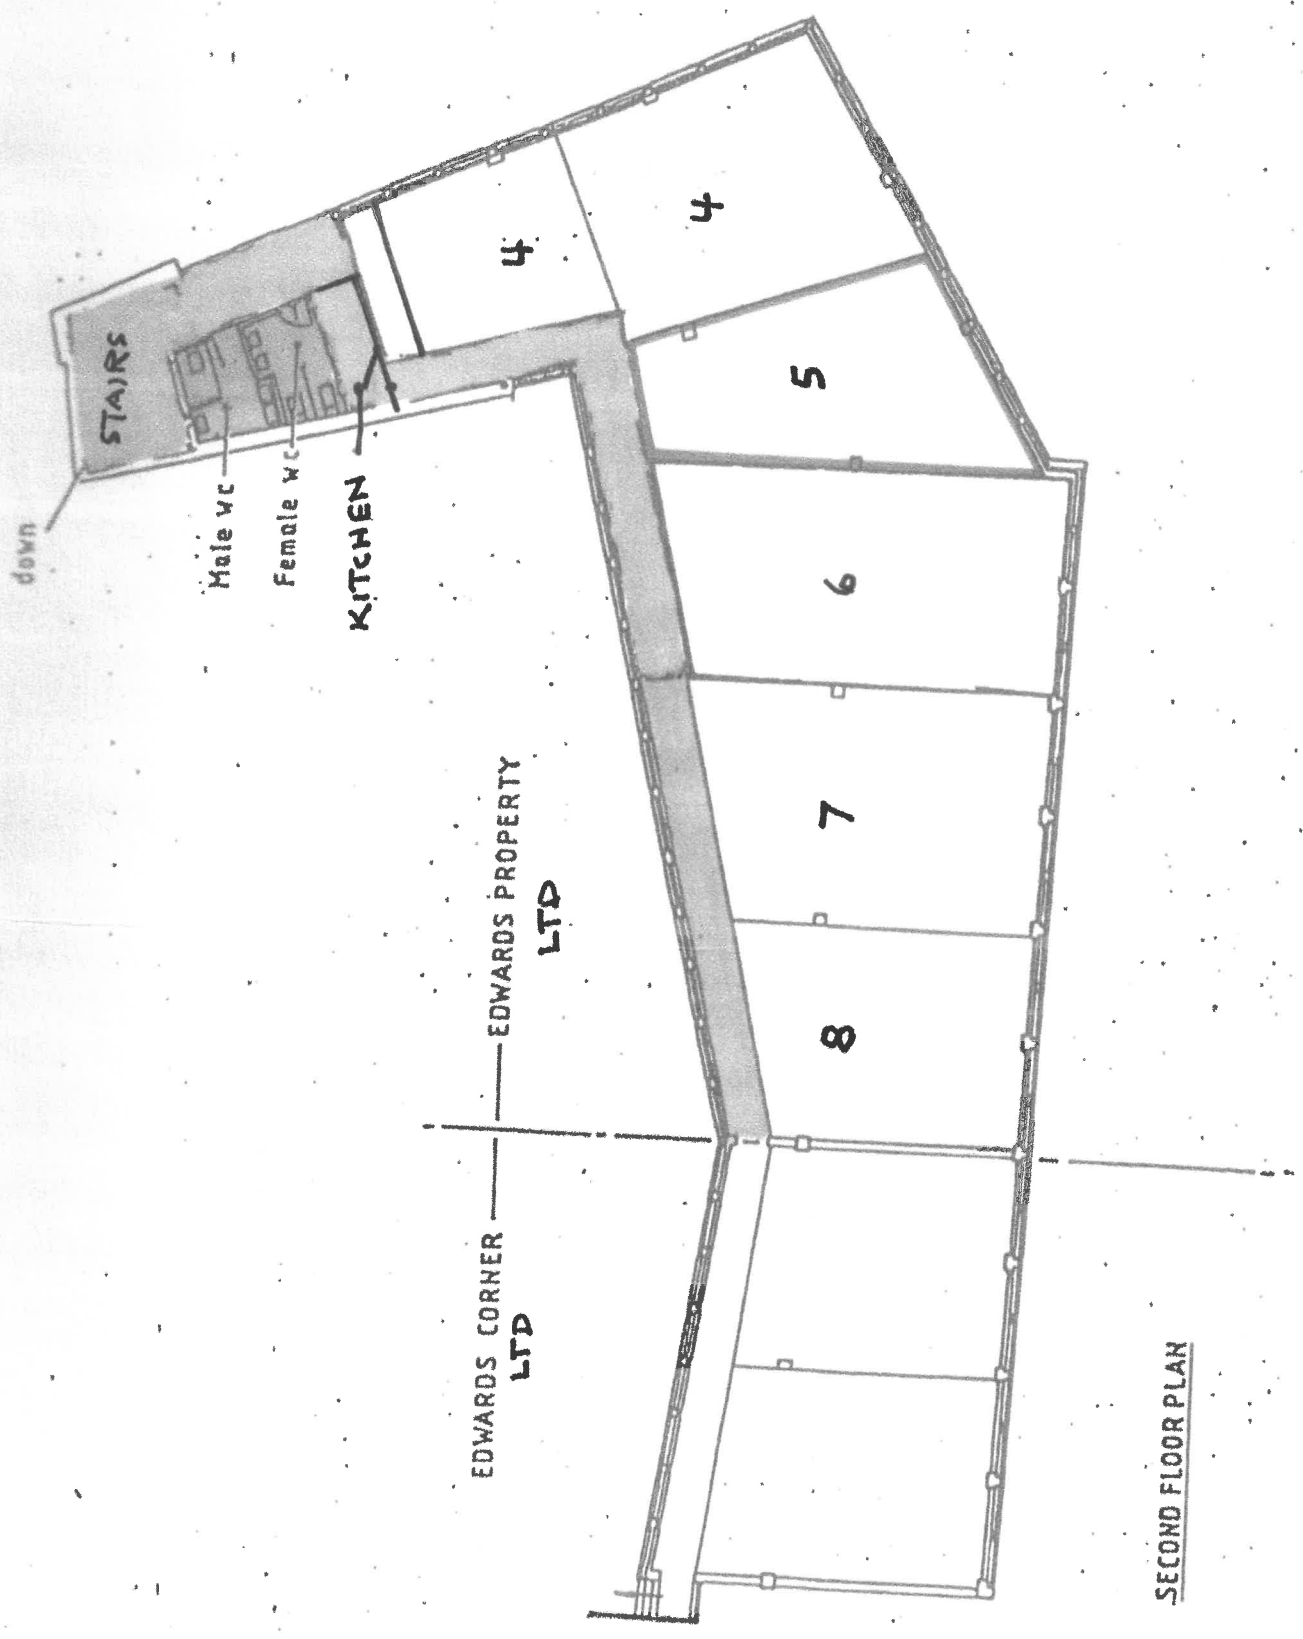 down
STAIRS
Male WC
Female WC
KITCHEN
4
4
5
6
7
8
EDWARDS CORNER
LTD
EDWARDS PROPERTY
LTD
SECOND FLOOR PLAN